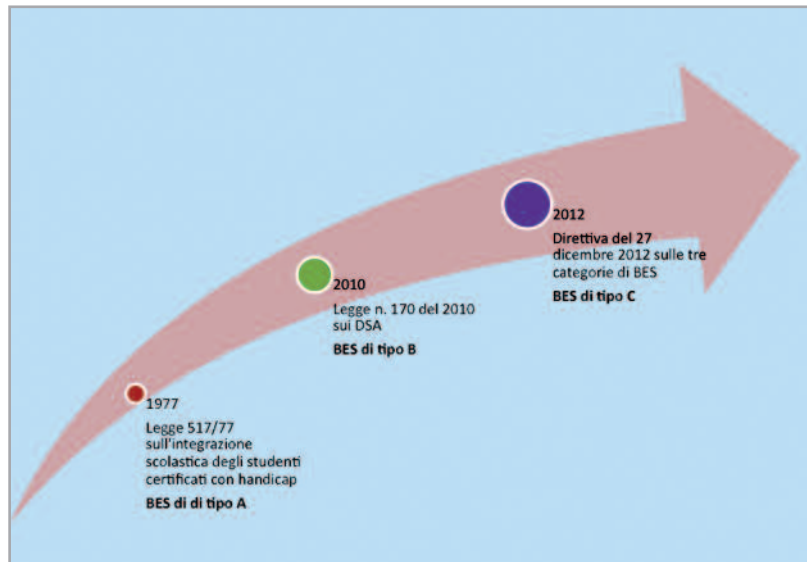 1977
Legge 517/77
sull'integrazione
scolastica degli studenti
certificati con handicap
BES di di tipo A
2010
Legge n. 170 del 2010
sui DSA
BES di tipo B
2012
Direttiva del 27
dicembre 2012 sulle tre
categorie di BES
BES di tipo C